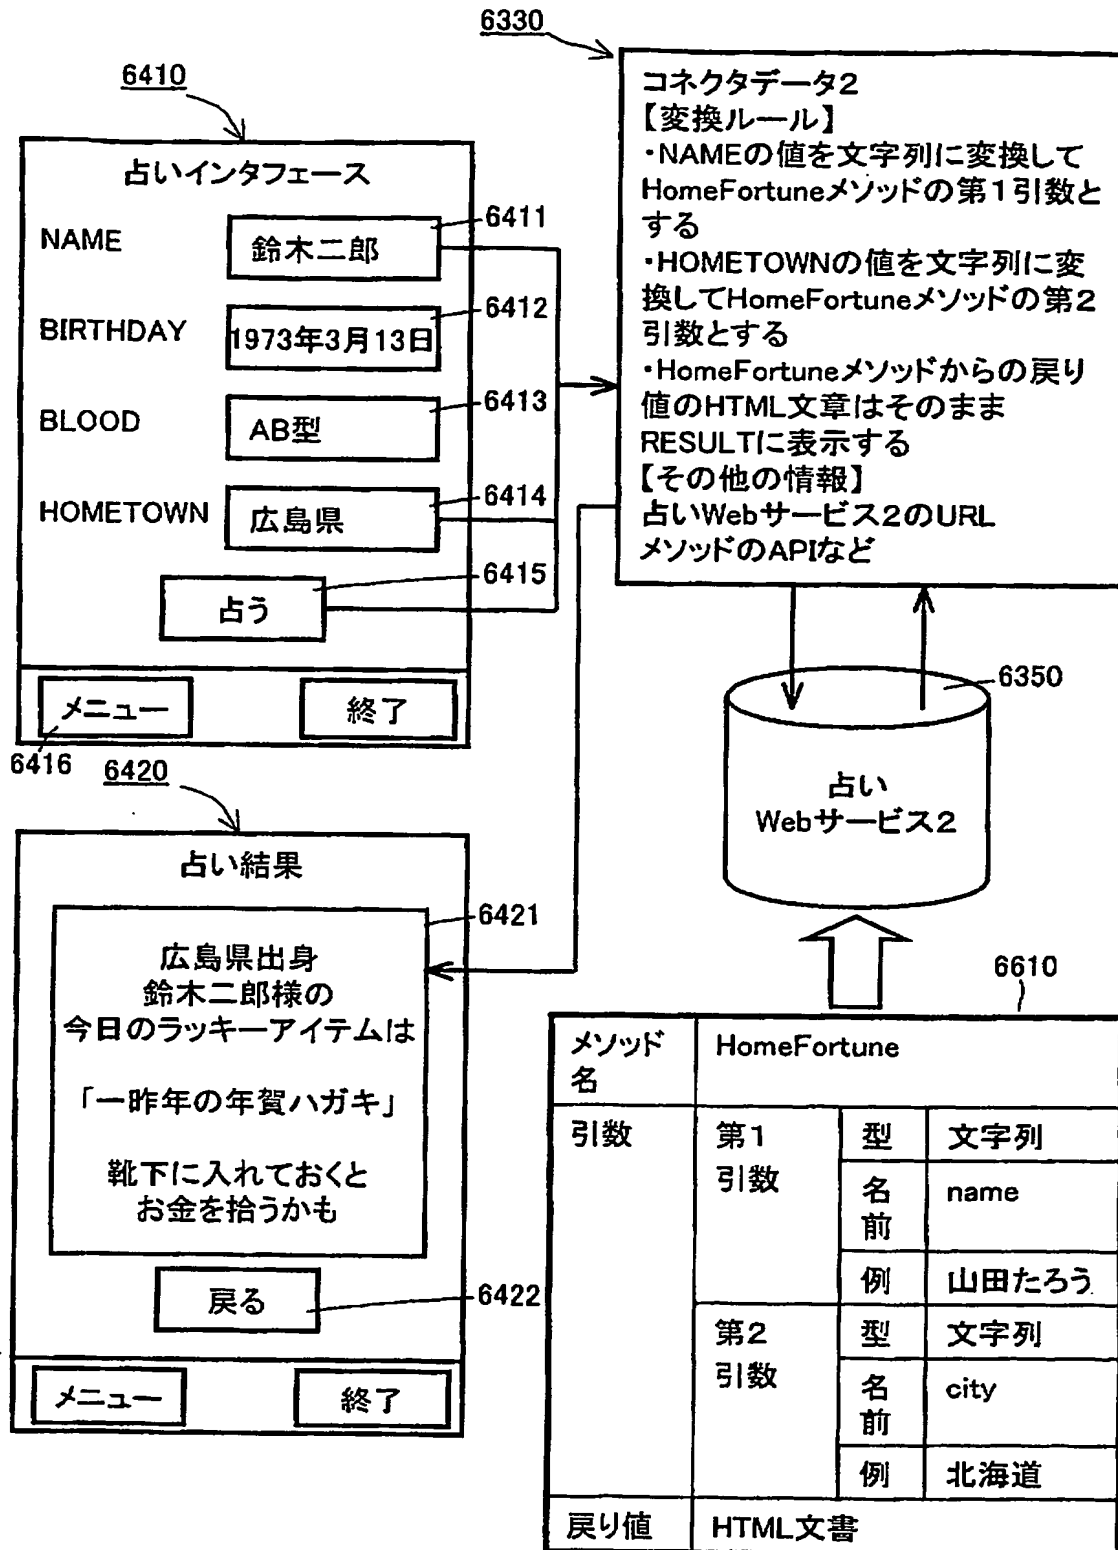 6330
コネクタデータ2
【変換ルール】
・NAMEの値を文字列に変換して
HomeFortuneメソッドの第1引数と
する
・HOMETOWNの値を文字列に変
換してHomeFortuneメソッドの第2
引数とする
・HomeFortuneメソッドからの戻り
値のHTML文章はそのまま
RESULTに表示する
【その他の情報】
占いWebサービス2のURL
メソッドのAPIなど
6410
占いインタフェース
NAME
鈴木二郎
6411
BIRTHDAY
1973年3月13日
6412
BLOOD
AB型
6413
HOMETOWN
広島県
6414
占う
6415
メニュー
終了
6416
6350
占い
Webサービス2
6420
占い結果
6421
広島県出身
鈴木二郎様の
今日のラッキーアイテムは
「一昨年の年賀ハガキ」
靴下に入れておくと
お金を拾うかも
戻る
6422
メニュー
終了
6610
メソッド
名
HomeFortune
引数
第1
引数
型
文字列
名
前
name
例
山田たろう
第2
引数
型
文字列
名
前
city
例
北海道
戻り値
HTML文書